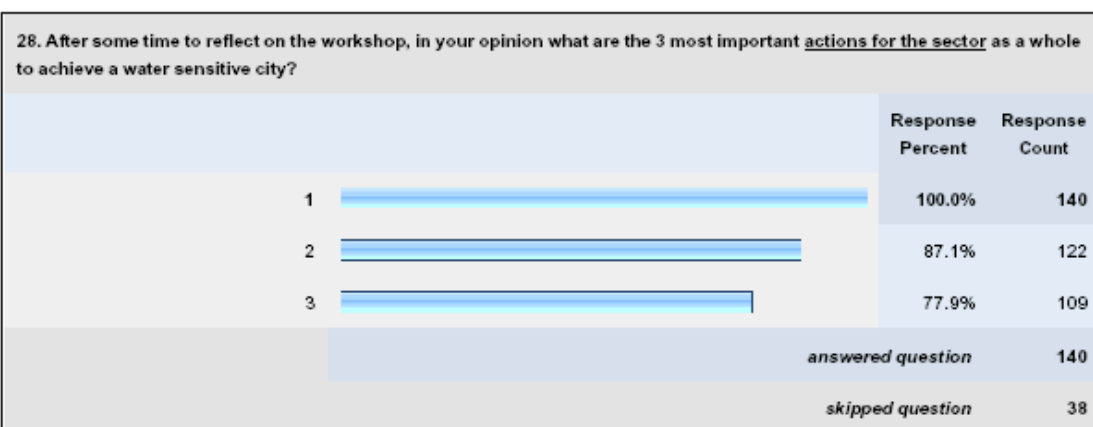 28. After some time to reflect on the workshop, in your opinion what are the 3 most important actions for the sector as a whole
to achieve a water sensitive city?
Response Percent Response Count
1 100.0% 140
2 87.1% 122
3 77.9% 109
answered question 140
skipped question 38